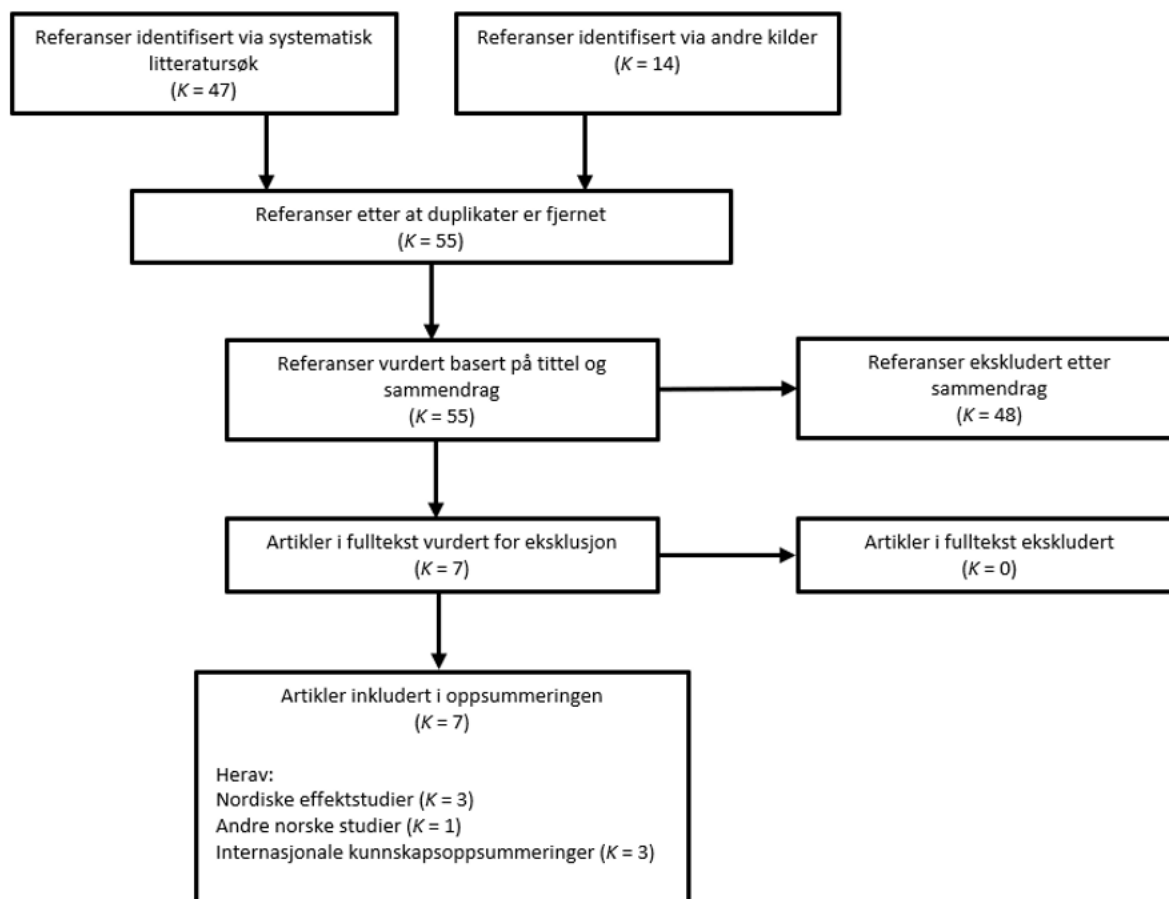 Referanser identifisert via systematisk
litteratursøk
(K = 47)
Referanser identifisert via andre kilder
(K = 14)
Referanser etter at duplikater er fjernet
(K = 55)
Referanser vurdert basert på tittel og
sammendrag
(K = 55)
Referanser ekskludert etter
sammendrag
(K = 48)
Artikler i fulltekst vurdert for eksklusjon
(K = 7)
Artikler i fulltekst ekskludert
(K = 0)
Artikler inkludert i oppsummeringen
(K = 7)
Herav:
Nordiske effektstudier (K = 3)
Andre norske studier (K = 1)
Internasjonale kunnskapsoppsummeringer (K = 3)